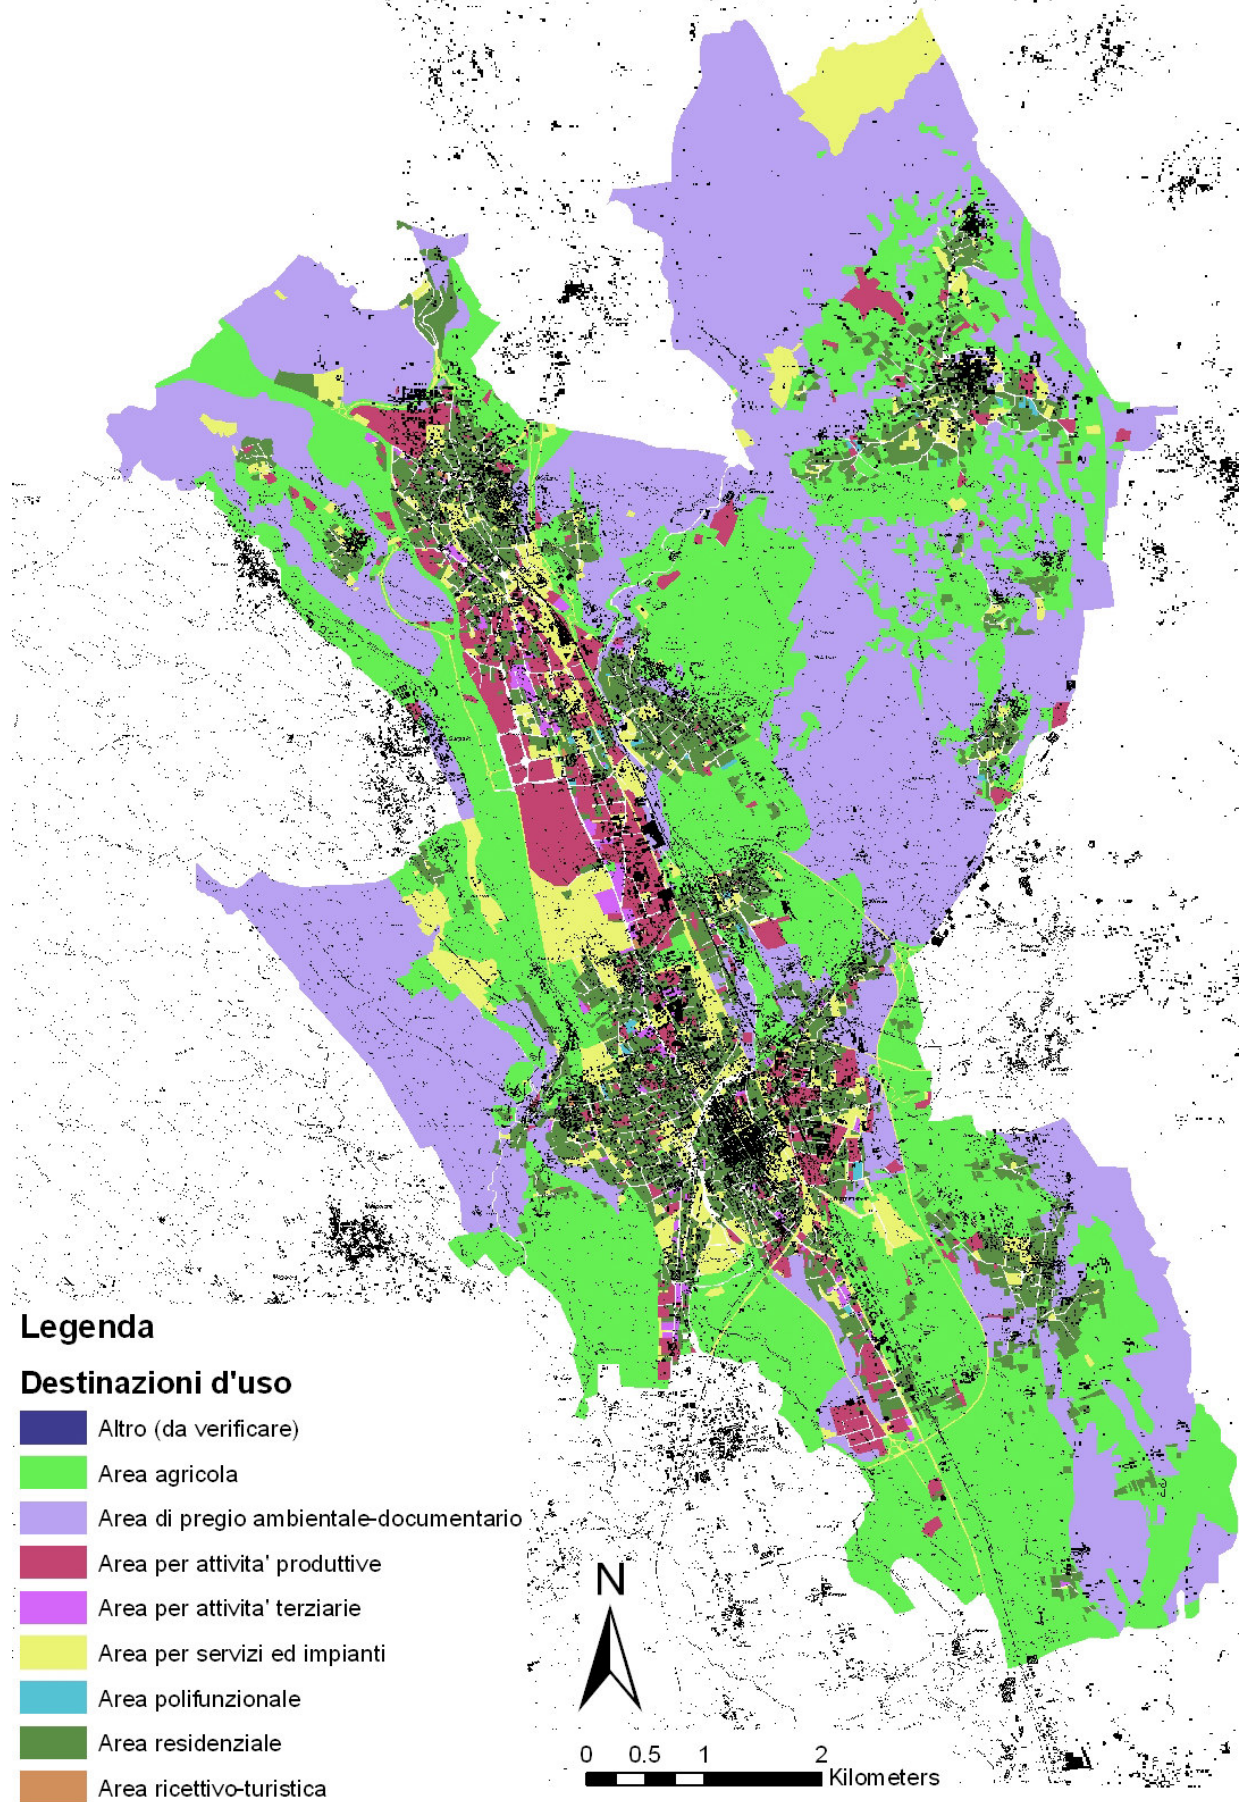 Legenda
Destinazioni d'uso
Altro (da verificare)
Area agricola
Area di pregio ambientale-documentario
Area per attivita' produttive
Area per attivita' terziarie
Area per servizi ed impianti
Area polifunzionale
Area residenziale
Area ricettivo-turistica
N
0 0.5 1 2
Kilometers